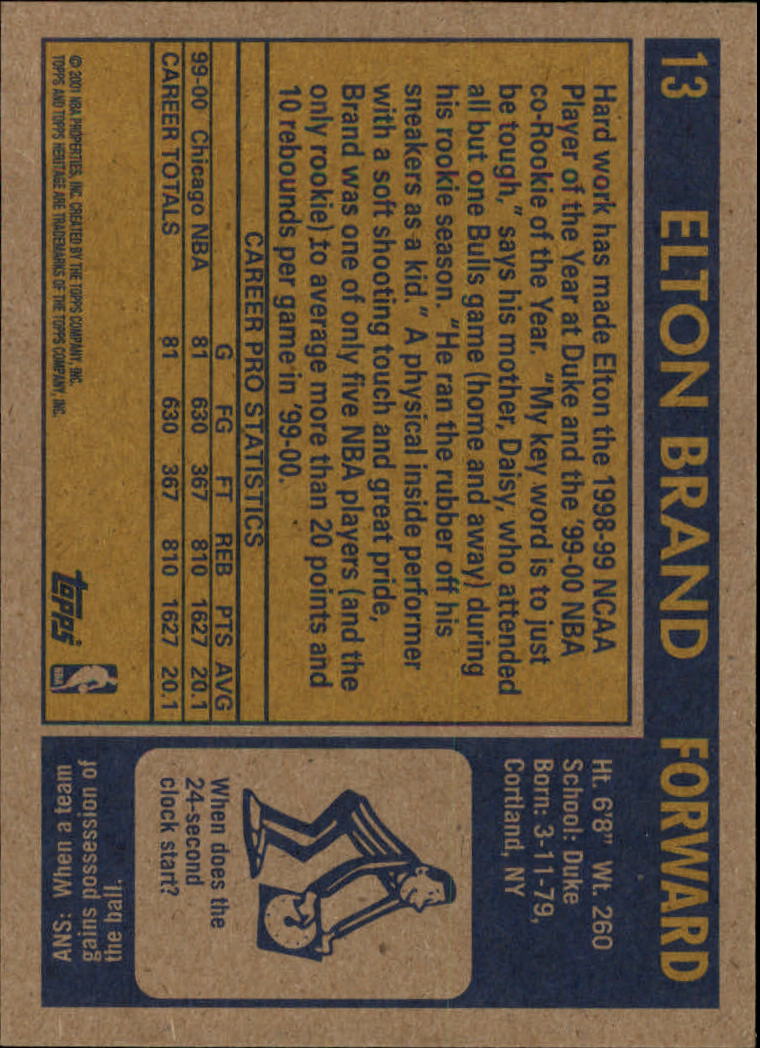 13 ELTON BRAND FORWARD
Hard work has made Elton the 1998-99 NCAA
Player of the Year at Duke and the '99-00 NBA
co-Rookie of the Year. "My key word is to just
be tough," says his mother, Daisy, who attended
all but one Bulls game (home and away) during
his rookie season. "He ran the rubber off his
sneakers as a kid." A physical inside performer
with a soft shooting touch and great pride,
Brand was one of only five NBA players (and the
only rookie) to average more than 20 points and
10 rebounds per game in '99-00.
CAREER PRO STATISTICS
G FG FT REB PTS AVG
99-00 Chicago NBA 81 630 367 810 1627 20.1
CAREER TOTALS 81 630 367 810 1627 20.1
© 2001 NBA PROPERTIES, INC. CREATED BY THE TOPPS COMPANY, INC.
TOPPS AND TOPPS HERITAGE ARE TRADEMARKS OF THE TOPPS COMPANY, INC.
topps
NBA
Ht. 6'8" Wt. 260
School: Duke
Born: 3-11-79,
Cortland, NY
When does the
24-second
clock start?
ANS: When a team
gains possession of
the ball.